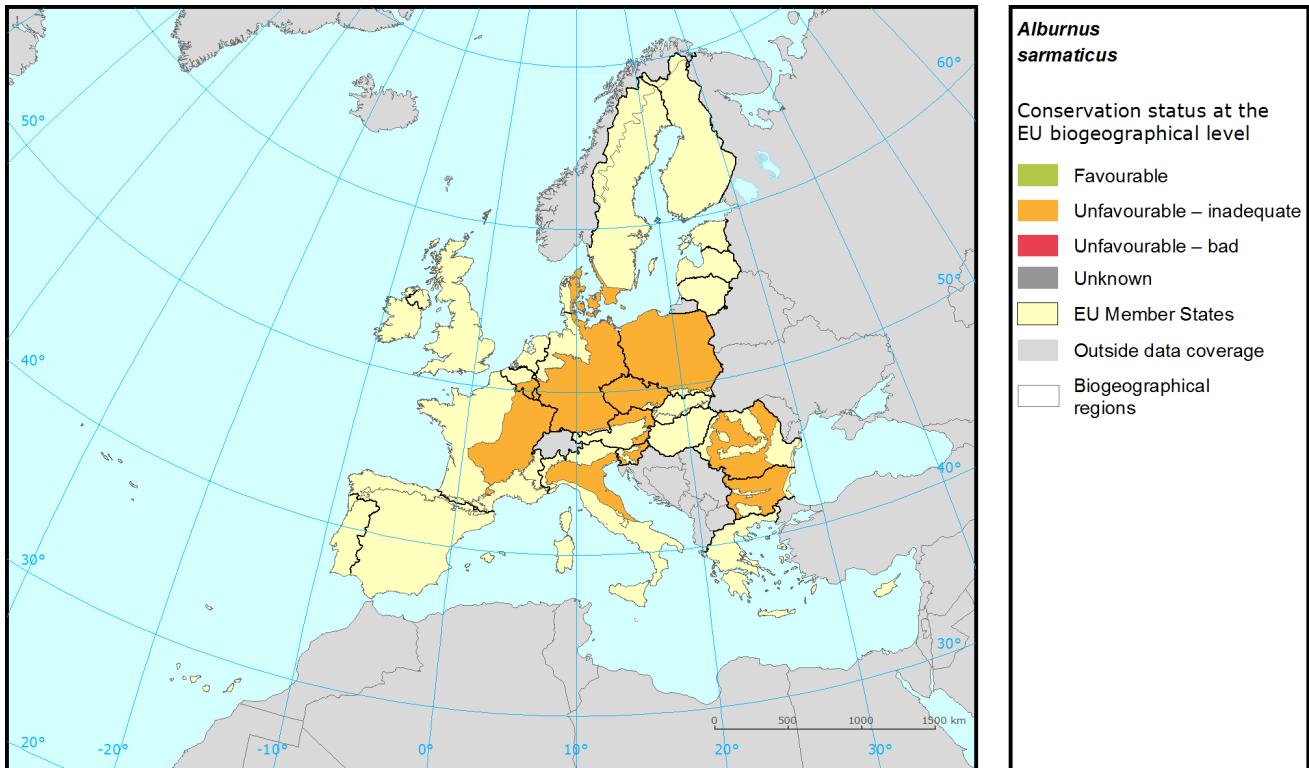 Alburnus
sarmaticus
Conservation status at the
EU biogeographical level
Favourable
Unfavourable – inadequate
Unfavourable – bad
Unknown
EU Member States
Outside data coverage
Biogeographical
regions
60°
50°
50°
40°
40°
30°
30°
0 500 1000 1500 km
20° -20° -10° 0° 10° 20° 30°